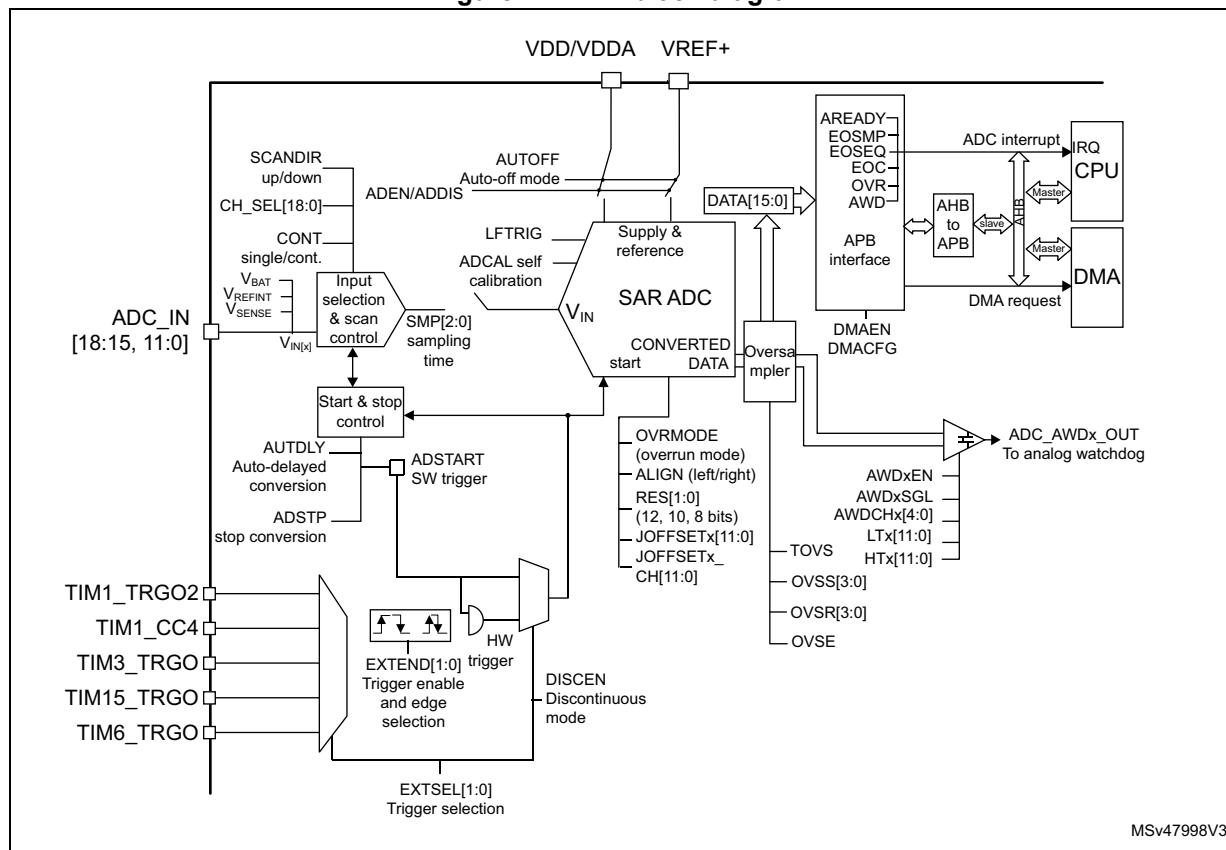 VDD/VDDA
VREF+
AREADY
EOSMP
EOSEQ
EOC
OVR
AWD
ADC interrupt
IRQ
CPU
Master
AHB
to
APB
slave
AHB
Master
DMA
DMA request
APB
interface
DMAEN
DMACFG
SCANDIR
up/down
CH_SEL[18:0]
CONT
single/cont.
AUTOFF
Auto-off mode
ADEN/ADDIS
DATA[15:0]
LFTRIG
ADCAL self
calibration
Supply &
reference
SAR ADC
VIN
CONVERTED
DATA
start
Oversa
mpler
VBAT
VREFINT
VSENSE
VIN[x]
Input
selection
& scan
control
SMP[2:0]
sampling
time
ADC_IN
[18:15, 11:0]
Start & stop
control
AUTDLY
Auto-delayed
conversion
ADSTART
SW trigger
ADSTP
stop conversion
OVRMODE
(overrun mode)
ALIGN (left/right)
RES[1:0]
(12, 10, 8 bits)
JOFFSETx[11:0]
JOFFSETx_
CH[11:0]
ADC_AWDx_OUT
To analog watchdog
AWDxEN
AWDxSGL
AWDCHx[4:0]
LTx[11:0]
HTx[11:0]
TOVS
OVSS[3:0]
OVSR[3:0]
OVSE
TIM1_TRGO2
TIM1_CC4
TIM3_TRGO
TIM15_TRGO
TIM6_TRGO
EXTEND[1:0]
Trigger enable
and edge
selection
HW
trigger
DISCEN
Discontinuous
mode
EXTSEL[1:0]
Trigger selection
MSv47998V3